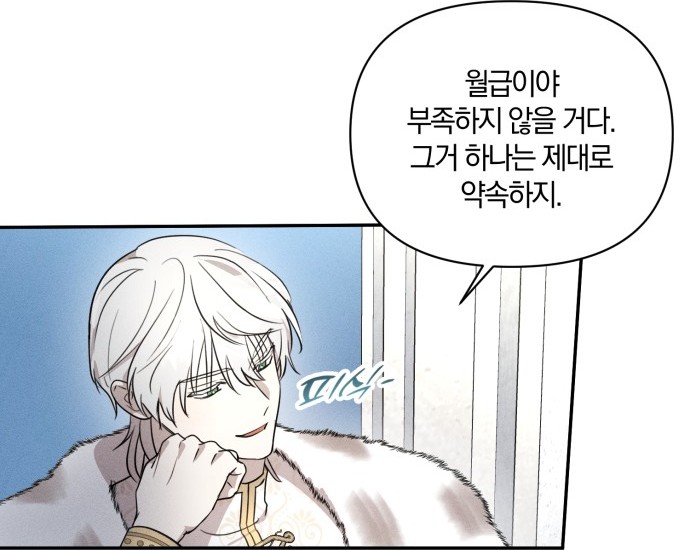 월급이야
부족하지 않을 거다.
그거 하나는 제대로
약속하지.
피식-